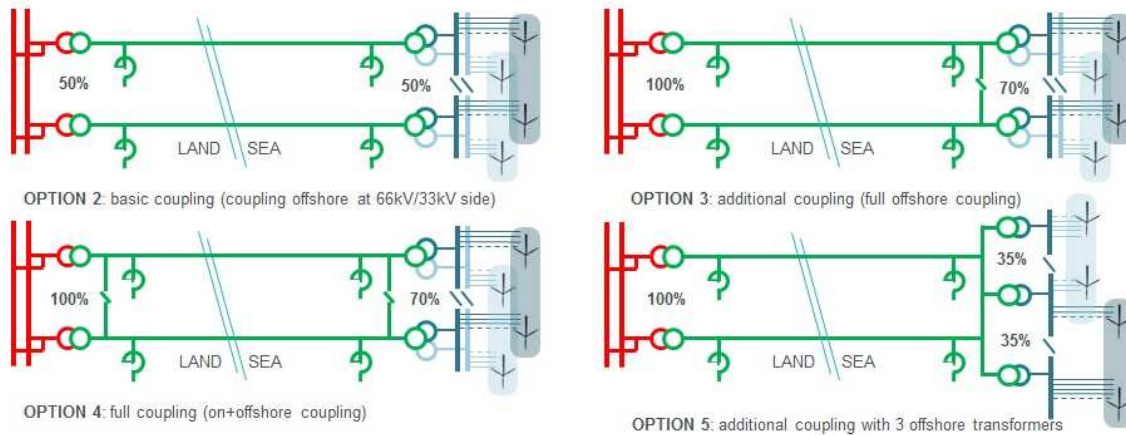 50%
50%
LAND
SEA
OPTION 2: basic coupling (coupling offshore at 66kV/33kV side)
100%
70%
LAND
SEA
OPTION 3: additional coupling (full offshore coupling)
100%
70%
LAND
SEA
OPTION 4: full coupling (on+offshore coupling)
35%
100%
35%
LAND
SEA
OPTION 5: additional coupling with 3 offshore transformers